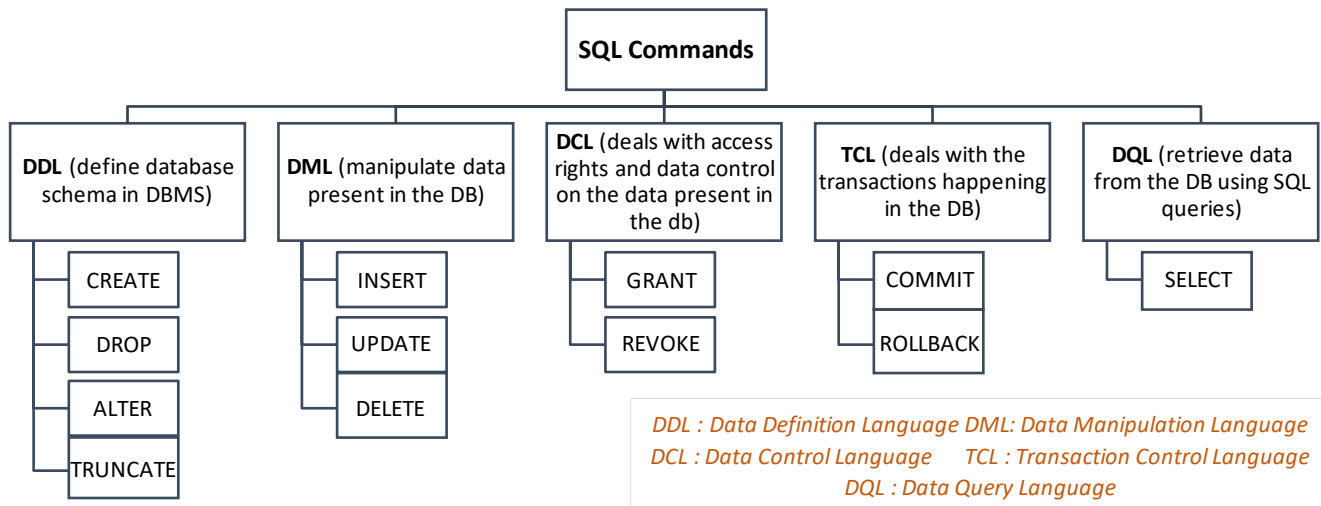 SQL Commands
DDL (define database
schema in DBMS)
CREATE
DROP
ALTER
TRUNCATE
DML (manipulate data
present in the DB)
INSERT
UPDATE
DELETE
DCL (deals with access
rights and data control
on the data present in
the db)
GRANT
REVOKE
TCL (deals with the
transactions happening
in the DB)
COMMIT
ROLLBACK
DQL (retrieve data
from the DB using SQL
queries)
SELECT
DDL : Data Definition Language DML: Data Manipulation Language
DCL : Data Control Language TCL : Transaction Control Language
DQL : Data Query Language